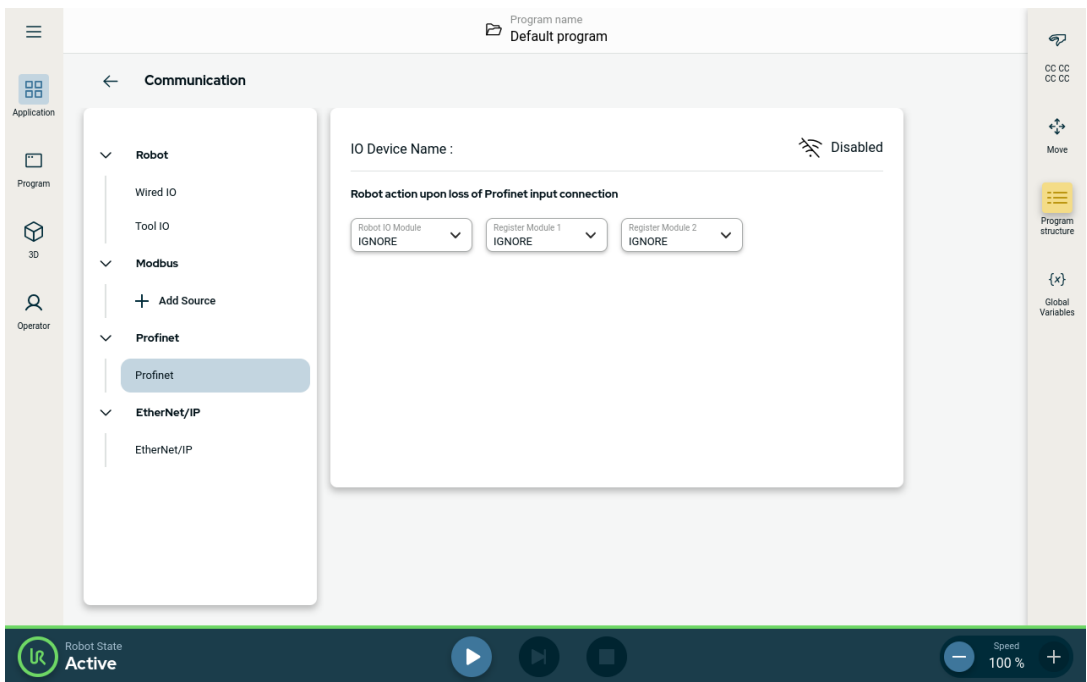 Program name
Default program
Communication
Application
Program
3D
Operator
Robot
Wired IO
Tool IO
Modbus
Add Source
Profinet
Profinet
EtherNet/IP
EtherNet/IP
IO Device Name :
Disabled
Robot action upon loss of Profinet input connection
Robot IO Module
IGNORE
Register Module 1
IGNORE
Register Module 2
IGNORE
CC CC
CC CC
Move
Program
structure
{x}
Global
Variables
UR
Robot State
Active
Speed
100 %